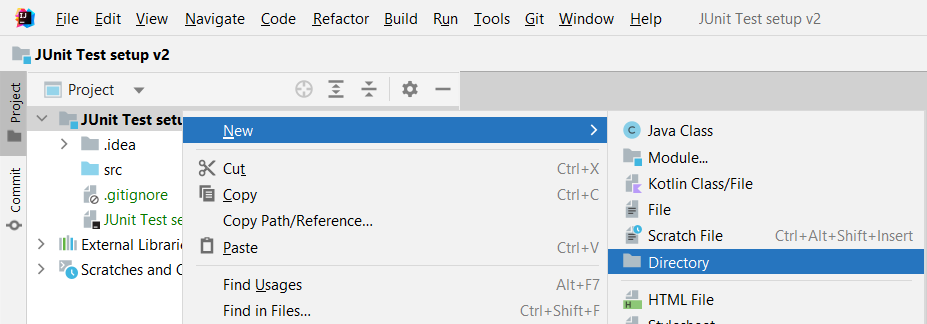 File Edit View Navigate Code Refactor Build Run Tools Git Window Help JUnit Test setup v2
JUnit Test setup v2
Project
Project
JUnit Test setu
New
Java Class
.idea
Module...
src
Cut Ctrl+X
Kotlin Class/File
.gitignore
Copy Ctrl+C
File
JUnit Test se
Copy Path/Reference...
Scratch File Ctrl+Alt+Shift+Insert
External Librarie
Paste Ctrl+V
Directory
Scratches and C
Commit
Find Usages Alt+F7
HTML File
Find in Files... Ctrl+Shift+F